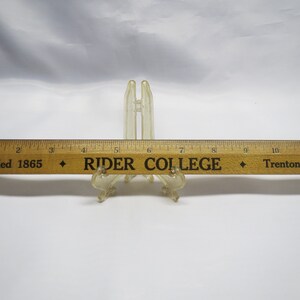 2 3 4 5 6 7 8 9 10
ed 1865 ✦ RIDER COLLEGE ✦ Trenton